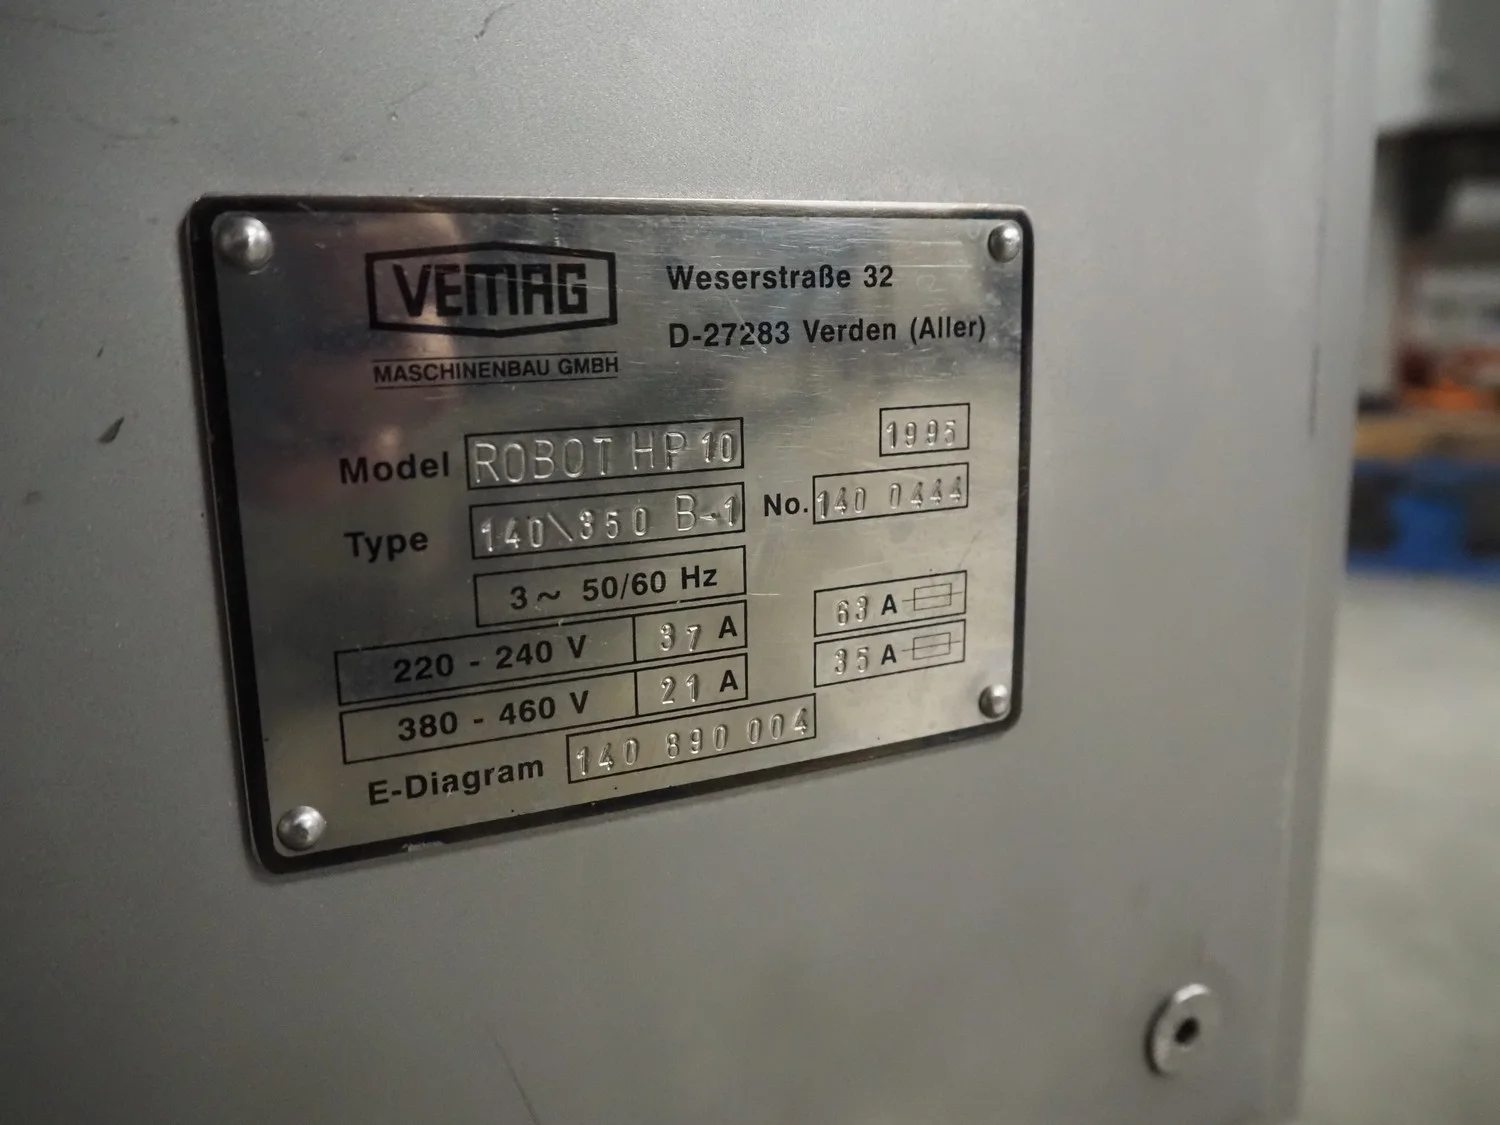 VEMAG
MASCHINENBAU GMBH
Weserstraße 32
D-27283 Verden (Aller)
1995
Model ROBOT HP 10
Type 140\350 B-1 No. 140 0444
3~ 50/60 Hz
220 - 240 V 37 A 63 A
380 - 460 V 21 A 35 A
E-Diagram 140 890 004